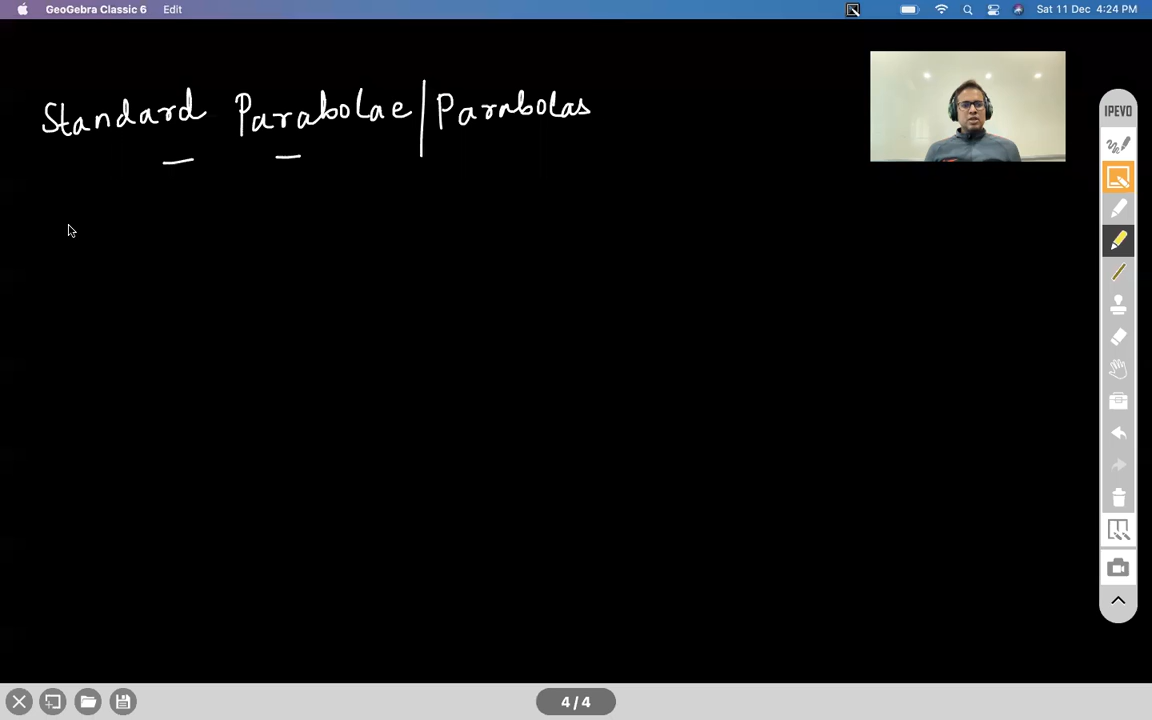 GeoGebra Classic 6 Edit Sat 11 Dec 4:24 PM
Standard Parabolae/Parabolas
IPEVO
4 / 4